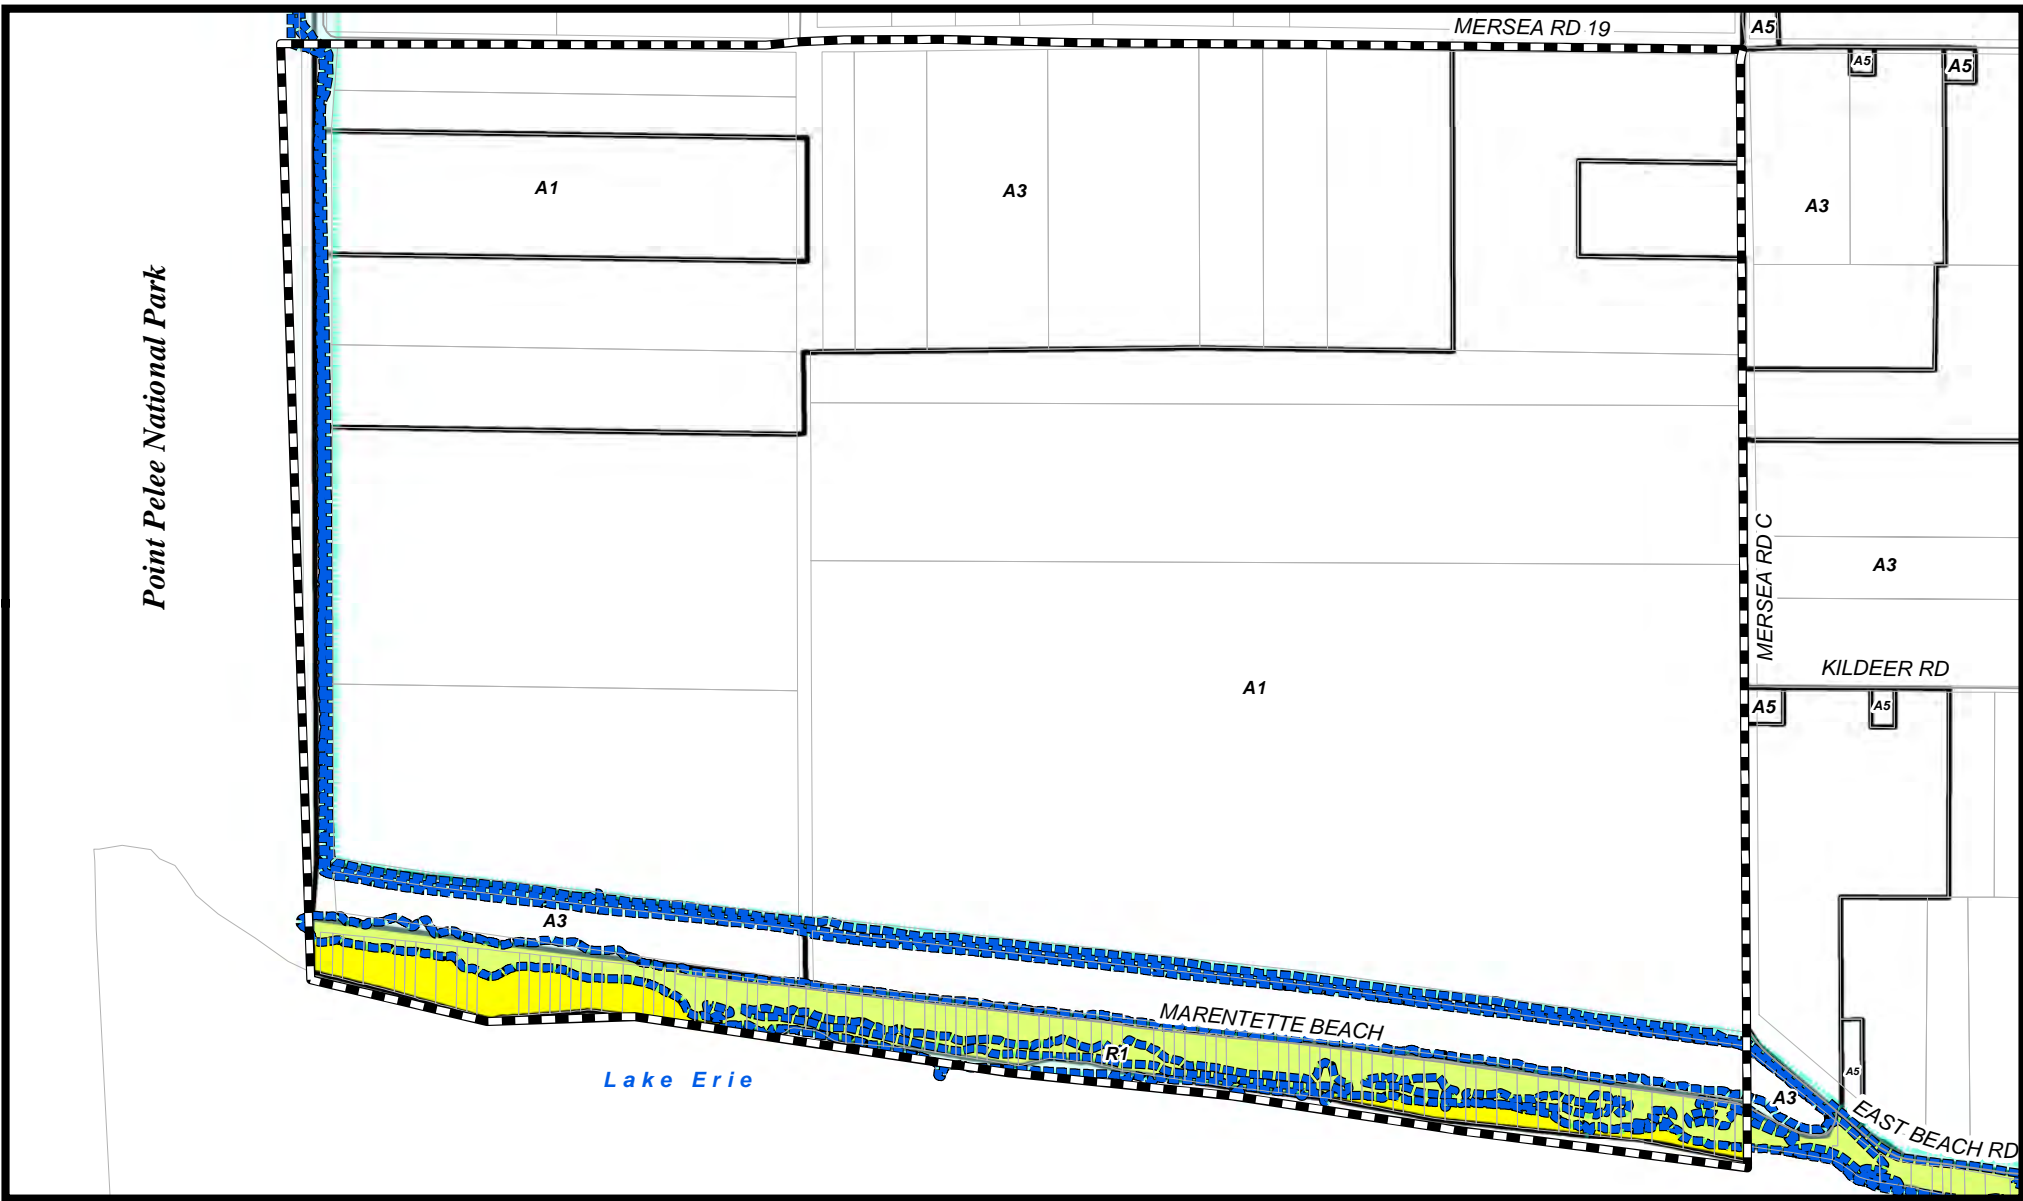 MERSEA RD 19
A5
A5
A5
A1
A3
A3
Point Pelee National Park
MERSEA RD C
A3
KILDEER RD
A1
A5
A5
A3
MARENTETTE BEACH
R1
Lake Erie
A5
A3
EAST BEACH RD